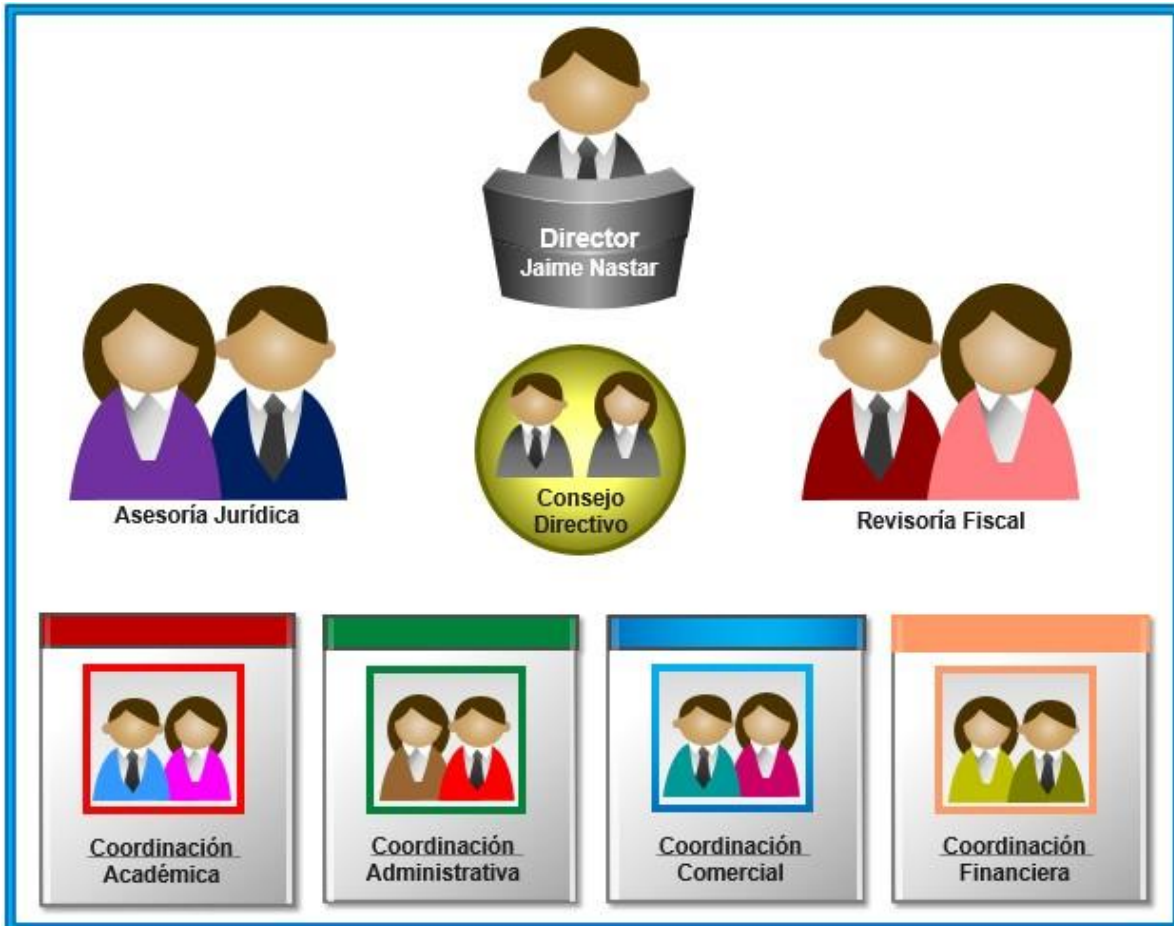 Director
Jaime Nastar
Asesoría Jurídica
Consejo
Directivo
Revisoría Fiscal
Coordinación
Académica
Coordinación
Administrativa
Coordinación
Comercial
Coordinación
Financiera